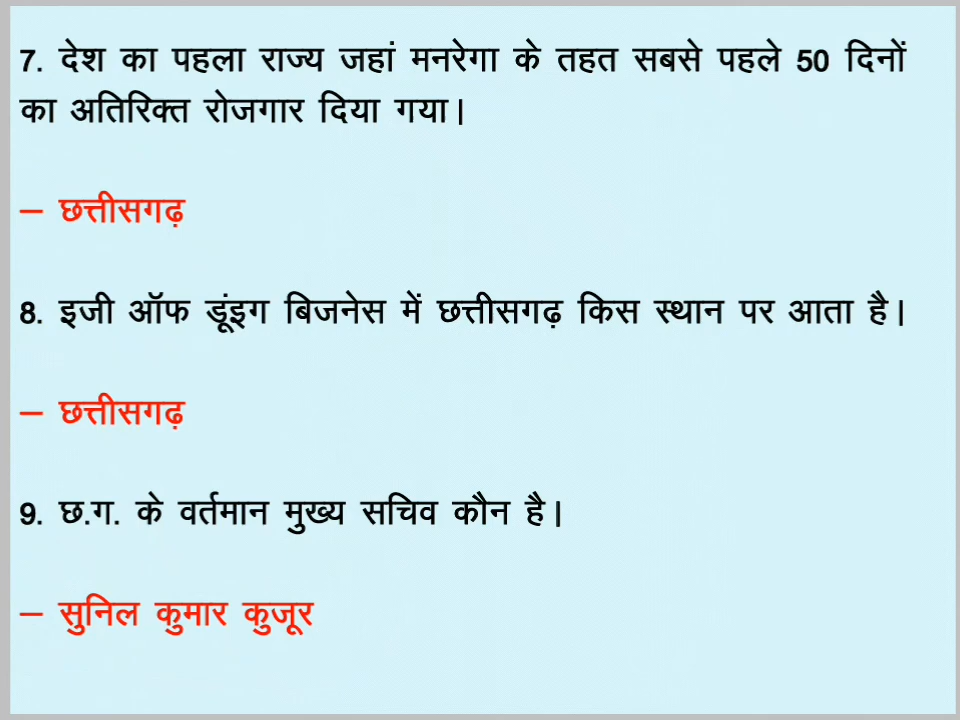 7. देश का पहला राज्य जहां मनरेगा के तहत सबसे पहले 50 दिनों
का अतिरिक्त रोजगार दिया गया।
– छत्तीसगढ़
8. इजी ऑफ डूंइग बिजनेस में छत्तीसगढ़ किस स्थान पर आता है।
– छत्तीसगढ़
9. छ.ग. के वर्तमान मुख्य सचिव कौन है।
– सुनिल कुमार कुजूर